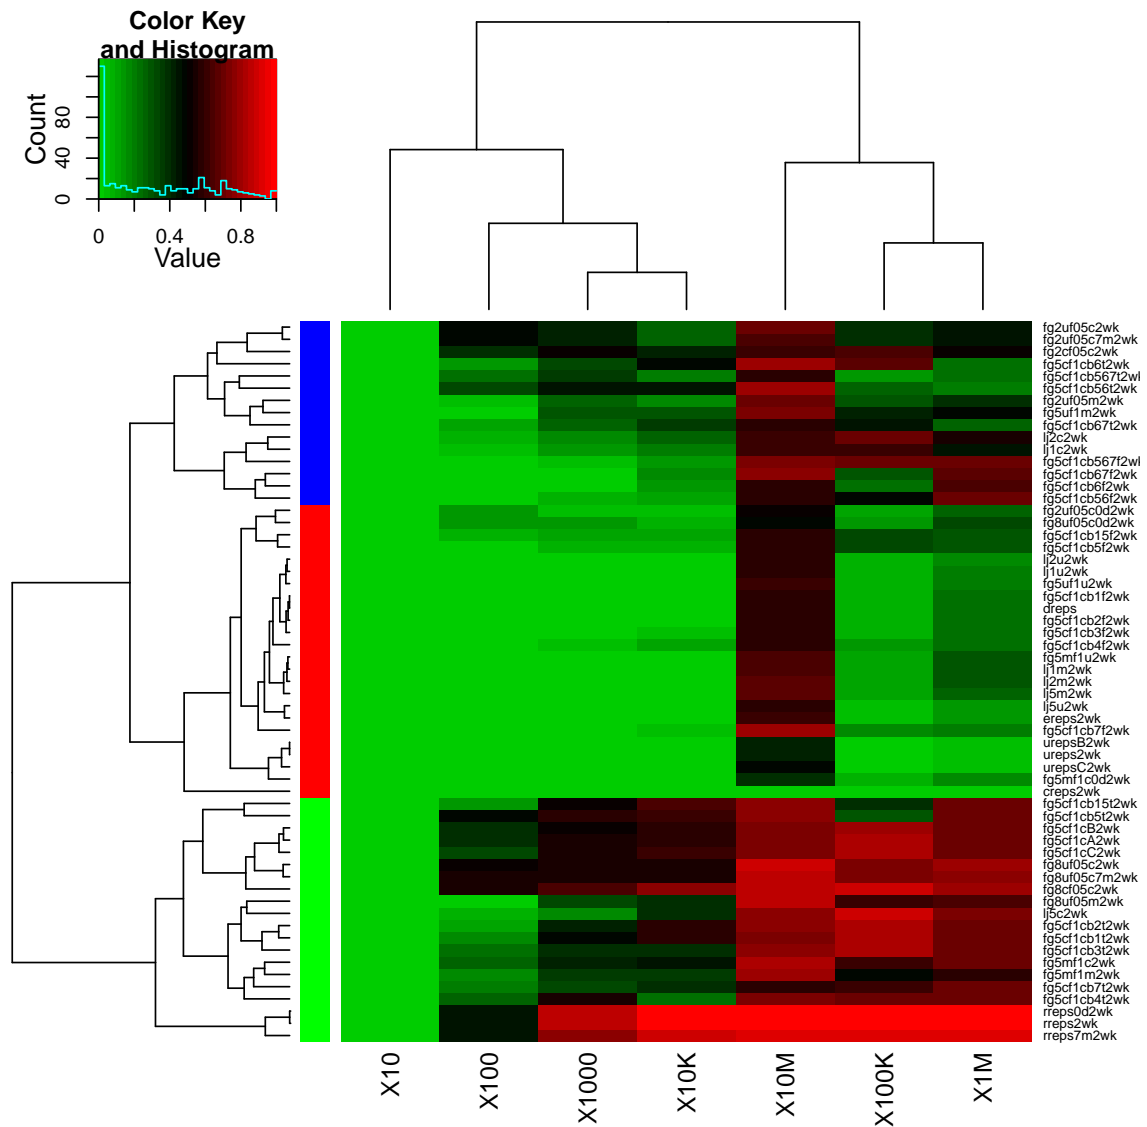 Color Key
and Histogram
Count
0
40
80
0
0.4
0.8
Value
fg2uf05c2wk
fg2uf05c7m2wk
fg2cf05c2wk
fg5cf1cb6t2wk
fg5cf1cb567t2wk
fg5cf1cb56t2wk
fg2uf05m2wk
fg5uf1m2wk
fg5cf1cb67t2wk
lj2c2wk
lj1c2wk
fg5cf1cb567f2wk
fg5cf1cb67f2wk
fg5cf1cb6f2wk
fg5cf1cb56f2wk
fg2uf05c0d2wk
fg8uf05c0d2wk
fg5cf1cb15f2wk
fg5cf1cb5f2wk
lj2u2wk
lj1u2wk
fg5uf1u2wk
fg5cf1cb1f2wk
dreps
fg5cf1cb2f2wk
fg5cf1cb3f2wk
fg5cf1cb4f2wk
fg5mf1u2wk
lj1m2wk
lj2m2wk
lj5m2wk
lj5u2wk
ereps2wk
fg5cf1cb7f2wk
urepsB2wk
ureps2wk
urepsC2wk
fg5mf1c0d2wk
creps2wk
fg5cf1cb15t2wk
fg5cf1cb5t2wk
fg5cf1cB2wk
fg5cf1cA2wk
fg5cf1cC2wk
fg8uf05c2wk
fg8uf05c7m2wk
fg8cf05c2wk
fg8uf05m2wk
lj5c2wk
fg5cf1cb2t2wk
fg5cf1cb1t2wk
fg5cf1cb3t2wk
fg5mf1c2wk
fg5mf1m2wk
fg5cf1cb7t2wk
fg5cf1cb4t2wk
rreps0d2wk
rreps2wk
rreps7m2wk
X10
X100
X1000
X10K
X10M
X100K
X1M